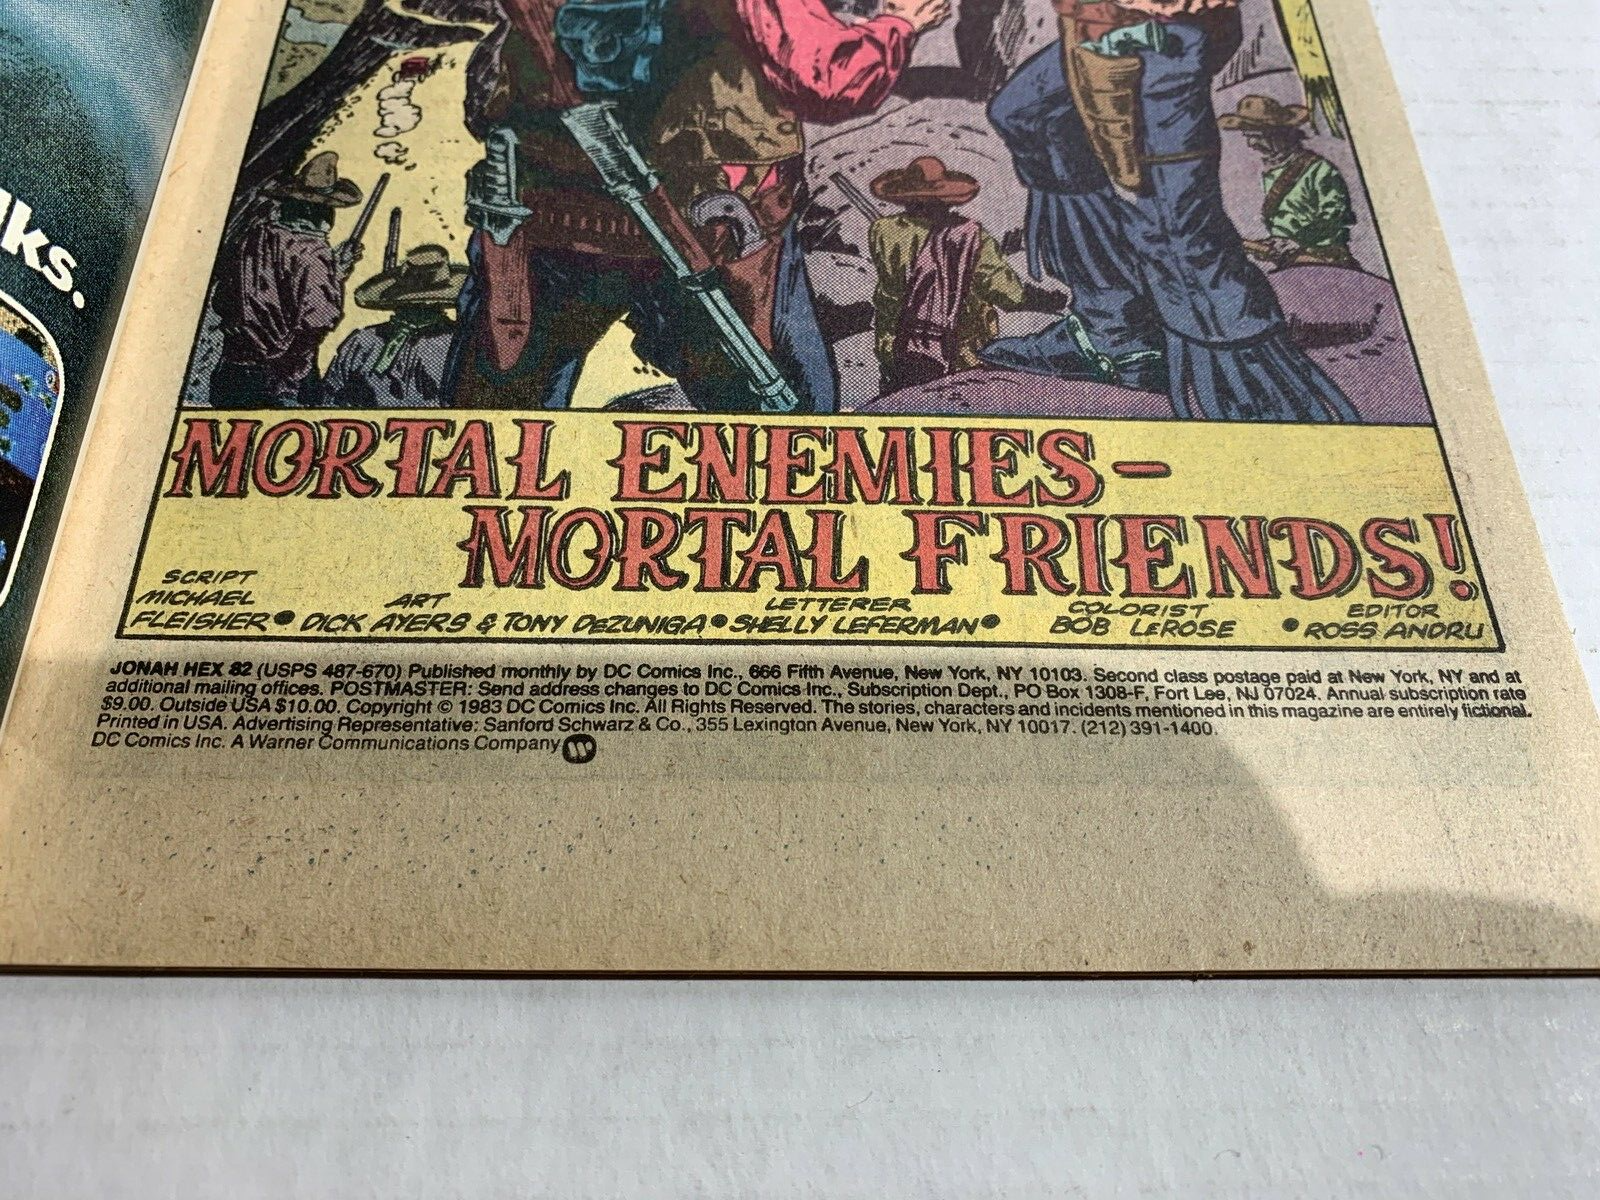 lks.
MORTAL ENEMIES-
MORTAL FRIENDS!
SCRIPT
MICHAEL
FLEISHER • ART
DICK AYERS & TONY DEZUNIGA • LETTERER
SHELLY LEFERMAN • COLORIST
BOB LEROSE • EDITOR
ROSS ANDRU
JONAH HEX 82 (USPS 487-670) Published monthly by DC Comics Inc., 666 Fifth Avenue, New York, NY 10103. Second class postage paid at New York, NY and at
additional mailing offices. POSTMASTER: Send address changes to DC Comics Inc., Subscription Dept., PO Box 1308-F, Fort Lee, NJ 07024. Annual subscription rate
$9.00. Outside USA $10.00. Copyright © 1983 DC Comics Inc. All Rights Reserved. The stories, characters and incidents mentioned in this magazine are entirely fictional.
Printed in USA. Advertising Representative: Sanford Schwarz & Co., 355 Lexington Avenue, New York, NY 10017. (212) 391-1400.
DC Comics Inc. A Warner Communications Company